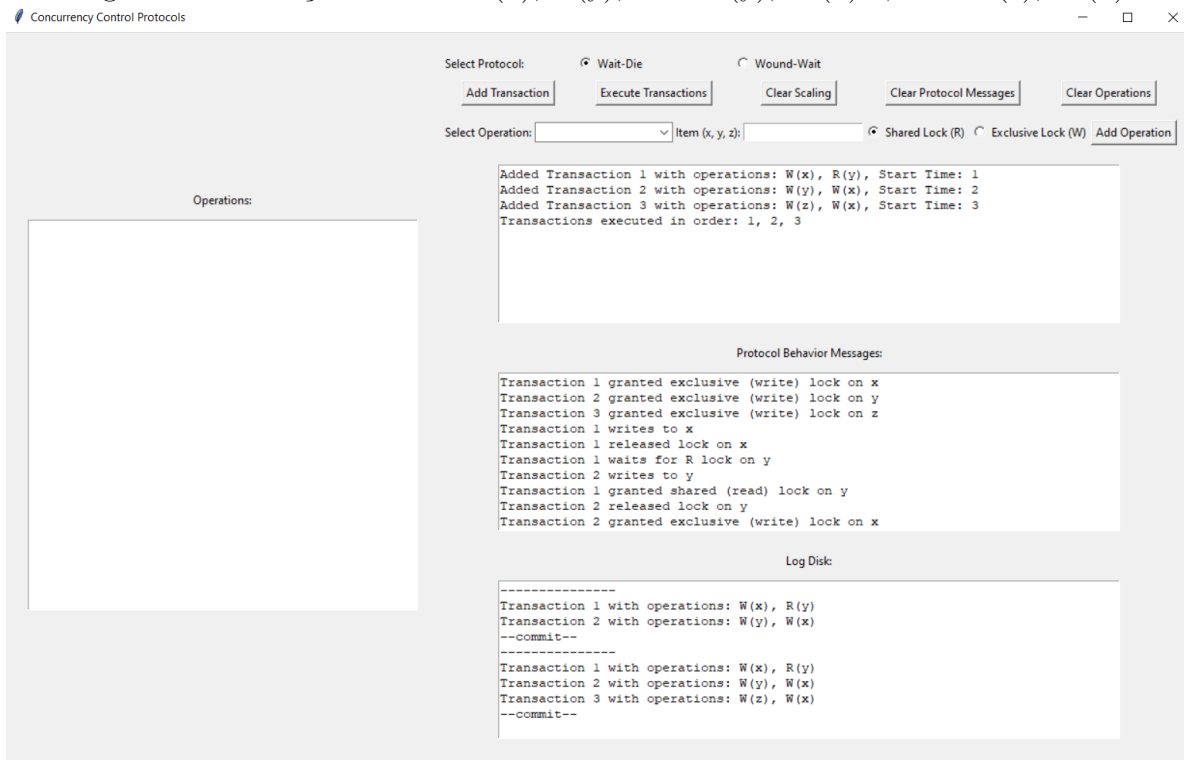 Concurrency Control Protocols
Select Protocol: Wait-Die Wound-Wait
Add Transaction Execute Transactions Clear Scaling Clear Protocol Messages Clear Operations
Select Operation: Item (x, y, z): Shared Lock (R) Exclusive Lock (W) Add Operation
Operations:
Added Transaction 1 with operations: W(x), R(y), Start Time: 1
Added Transaction 2 with operations: W(y), W(x), Start Time: 2
Added Transaction 3 with operations: W(z), W(x), Start Time: 3
Transactions executed in order: 1, 2, 3
Protocol Behavior Messages:
Transaction 1 granted exclusive (write) lock on x
Transaction 2 granted exclusive (write) lock on y
Transaction 3 granted exclusive (write) lock on z
Transaction 1 writes to x
Transaction 1 released lock on x
Transaction 1 waits for R lock on y
Transaction 2 writes to y
Transaction 1 granted shared (read) lock on y
Transaction 2 released lock on y
Transaction 2 granted exclusive (write) lock on x
Log Disk:
---------------
Transaction 1 with operations: W(x), R(y)
Transaction 2 with operations: W(y), W(x)
--commit--
---------------
Transaction 1 with operations: W(x), R(y)
Transaction 2 with operations: W(y), W(x)
Transaction 3 with operations: W(z), W(x)
--commit--